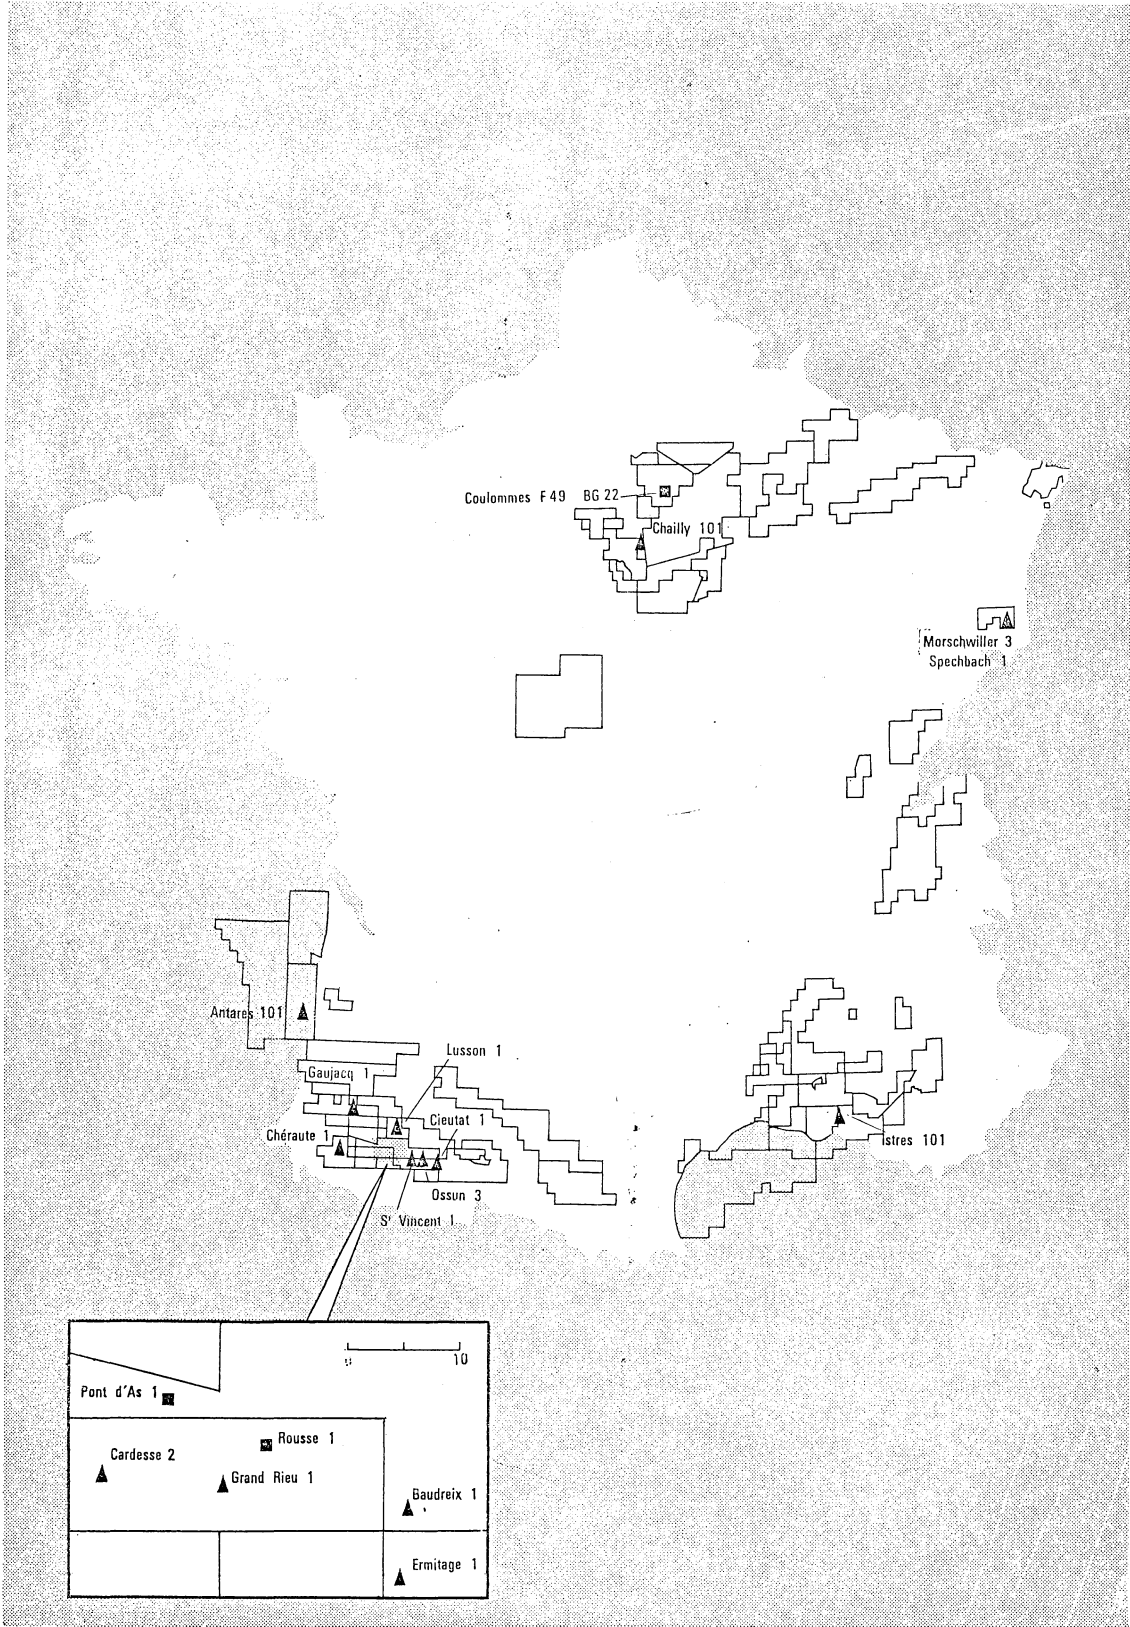 Coulommes F 49 BG 22
Chailly 101
Morschwiller 3
Spechbach 1
Antares 101
Lusson 1
Gaujacq 1
Cieutat 1
Chéraute 1
Istres 101
Ossun 3
St Vincent 1
0 10
Pont d'As 1
Rousse 1
Cardesse 2
Grand Rieu 1
Baudreix 1
Ermitage 1